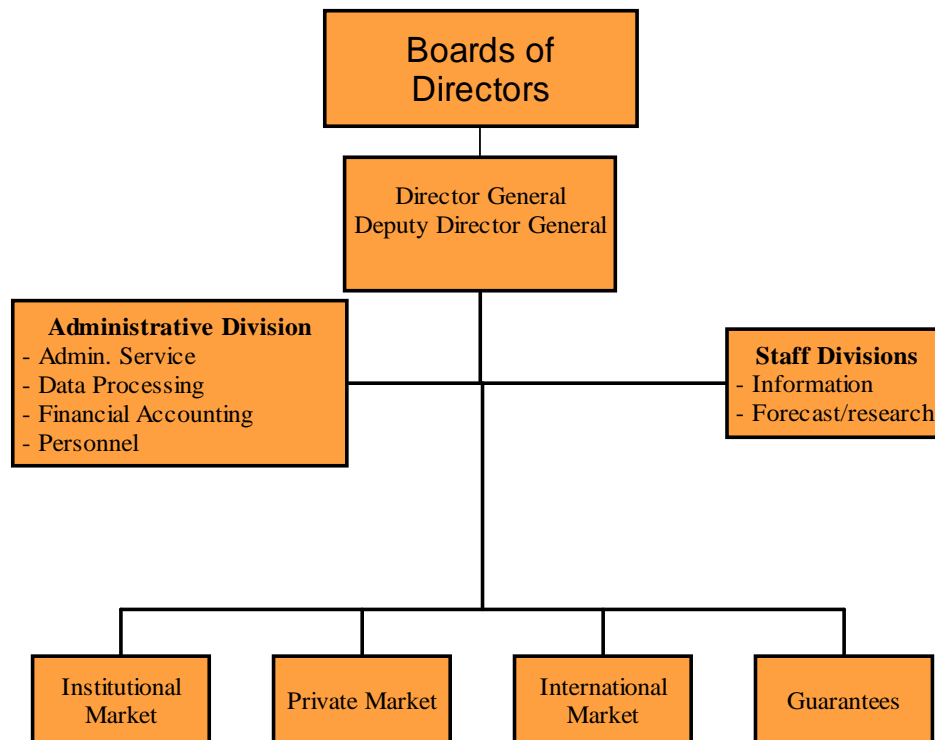 Boards of
Directors
Director General
Deputy Director General
Administrative Division
- Admin. Service
- Data Processing
- Financial Accounting
- Personnel
Staff Divisions
- Information
- Forecast/research
Institutional
Market
Private Market
International
Market
Guarantees